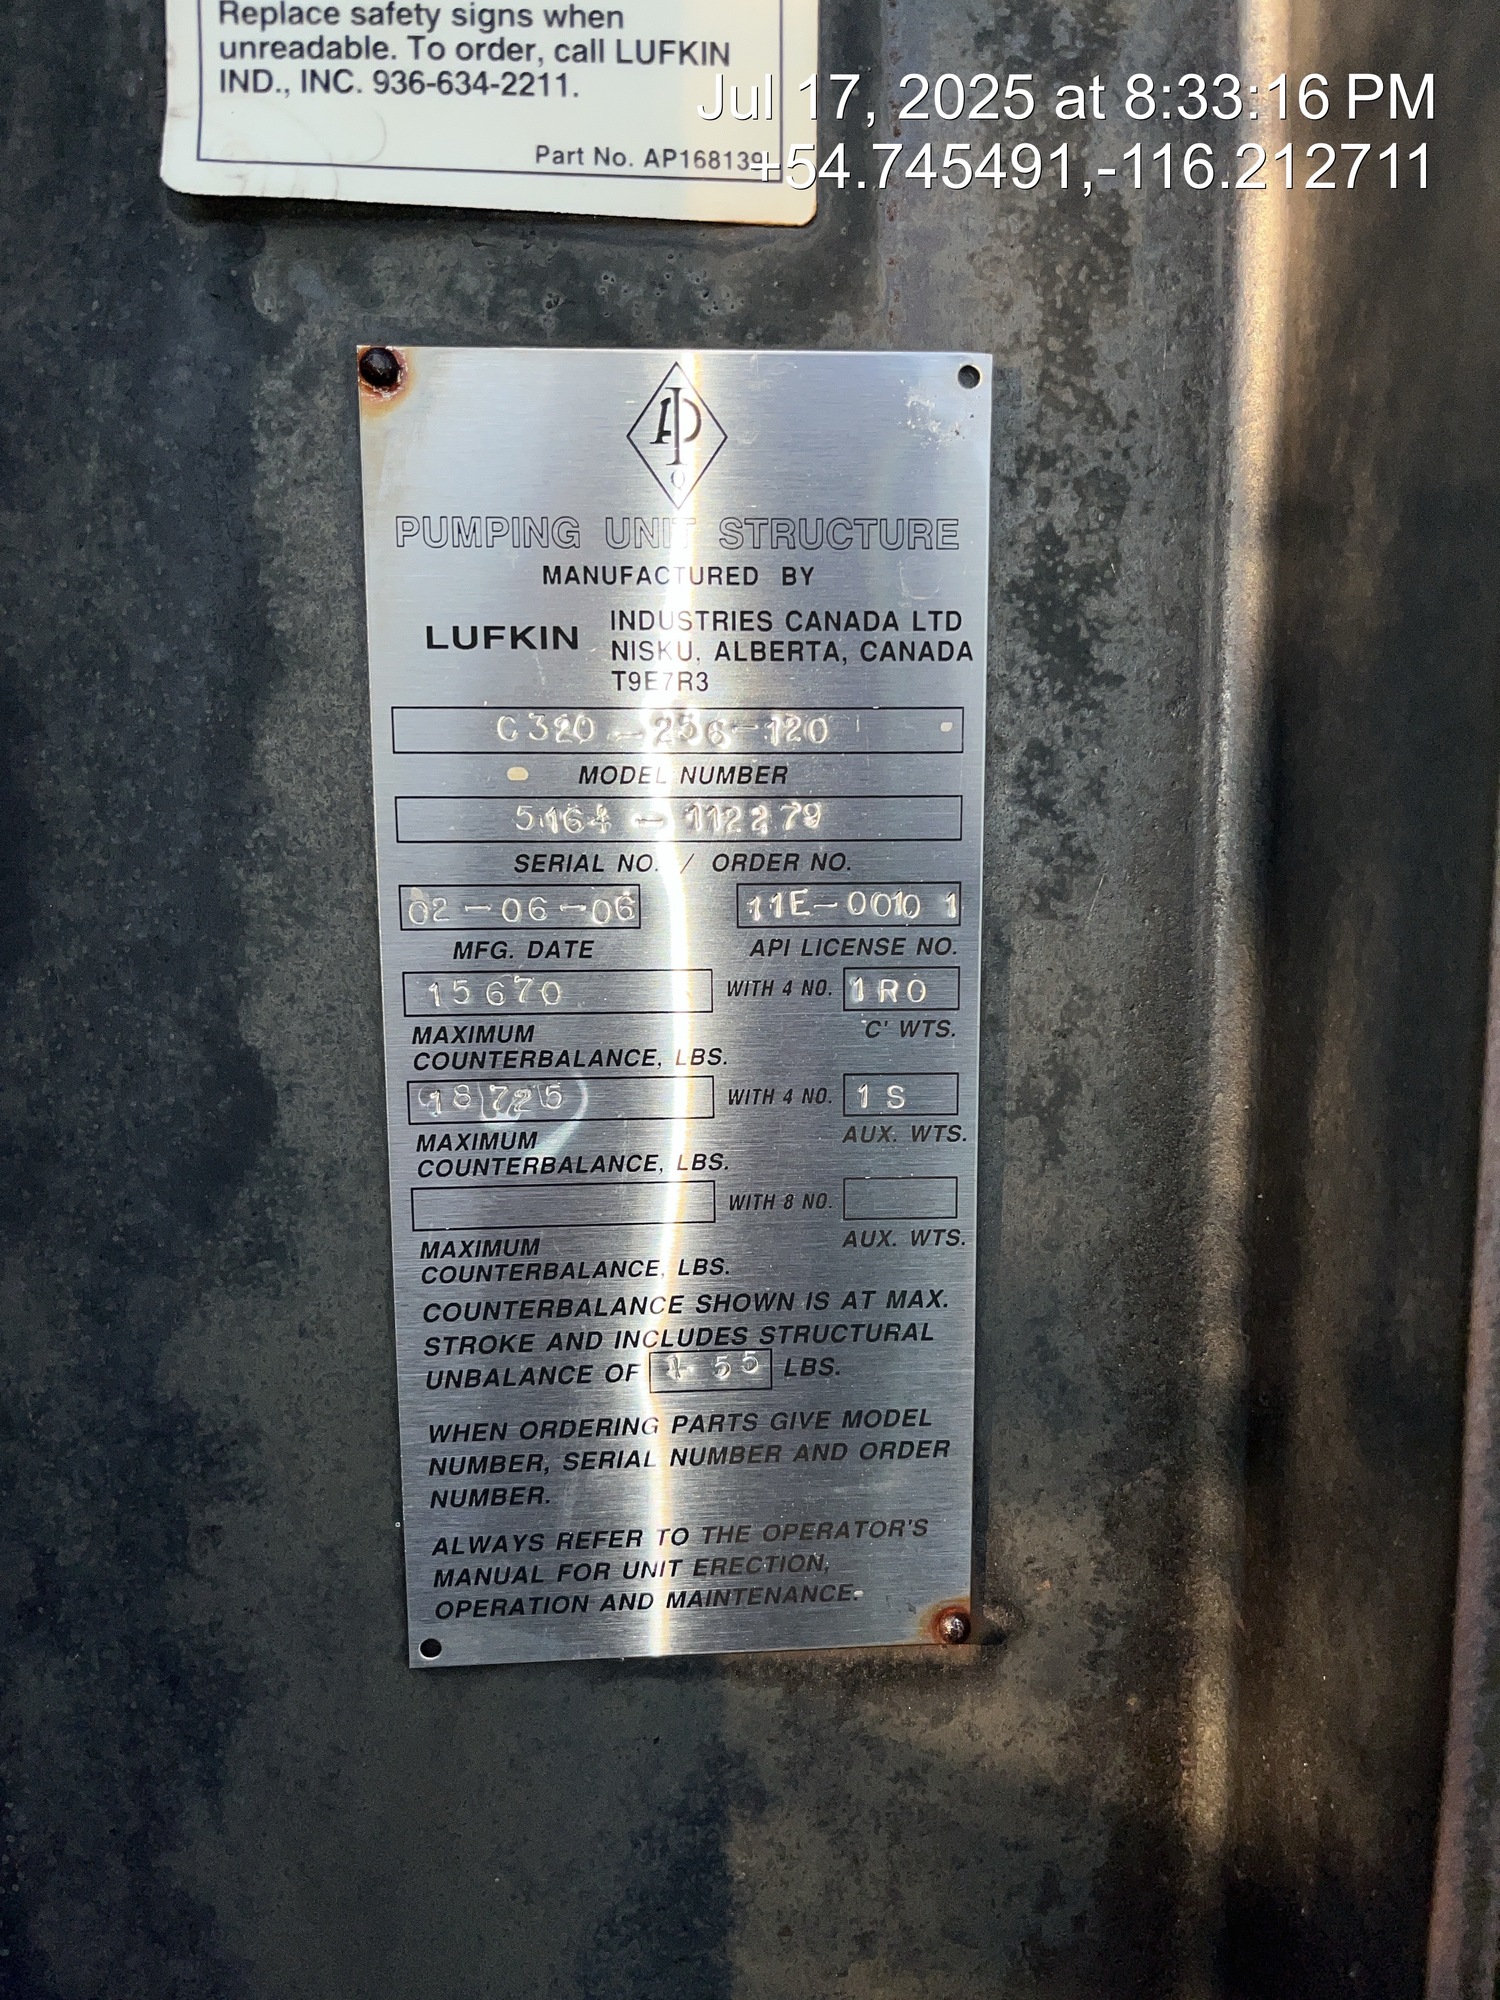 Replace safety signs when
unreadable. To order, call LUFKIN
IND., INC. 936-634-2211.
Part No. AP168139
Jul 17, 2025 at 8:33:16 PM
+54.745491,-116.212711
API
Q
PUMPING UNIT STRUCTURE
MANUFACTURED BY
LUFKIN INDUSTRIES CANADA LTD
NISKU, ALBERTA, CANADA
T9E7R3
C320-256-120
MODEL NUMBER
5164-112279
SERIAL NO. / ORDER NO.
02-06-06 11E-0010 1
MFG. DATE API LICENSE NO.
15670 WITH 4 NO. 1RO
MAXIMUM C' WTS.
COUNTERBALANCE, LBS.
18725 WITH 4 NO. 1S
MAXIMUM AUX. WTS.
COUNTERBALANCE, LBS.
WITH 8 NO.
MAXIMUM AUX. WTS.
COUNTERBALANCE, LBS.
COUNTERBALANCE SHOWN IS AT MAX.
STROKE AND INCLUDES STRUCTURAL
UNBALANCE OF 55 LBS.
WHEN ORDERING PARTS GIVE MODEL
NUMBER, SERIAL NUMBER AND ORDER
NUMBER.
ALWAYS REFER TO THE OPERATOR'S
MANUAL FOR UNIT ERECTION,
OPERATION AND MAINTENANCE.